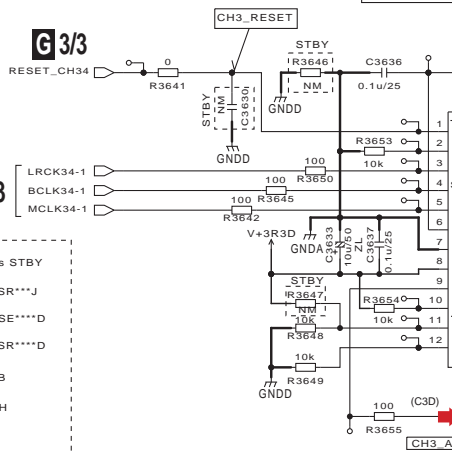 CH3_RESET
G 3/3
STBY
R3646
NM
C3636
0.1u/25
RESET_CH34
0
R3641
STBY
NM
C3630
GNDD
GNDD
1
R3653
2
10k
3
LRCK34-1
100
R3650
BCLK34-1
100
R3645
4
MCLK34-1
100
R3642
5
6
V+3R3D
GNDA
C3633
10u/50
ZL
C3637
0.1u/25
7
8
9
s STBY
SR***J
SE****D
SR****D
B
H
STBY
R3647
NM
R3654
10k
10
10k
R3648
11
10k
R3649
12
GNDD
100
R3655
(C3D)
CH3_A